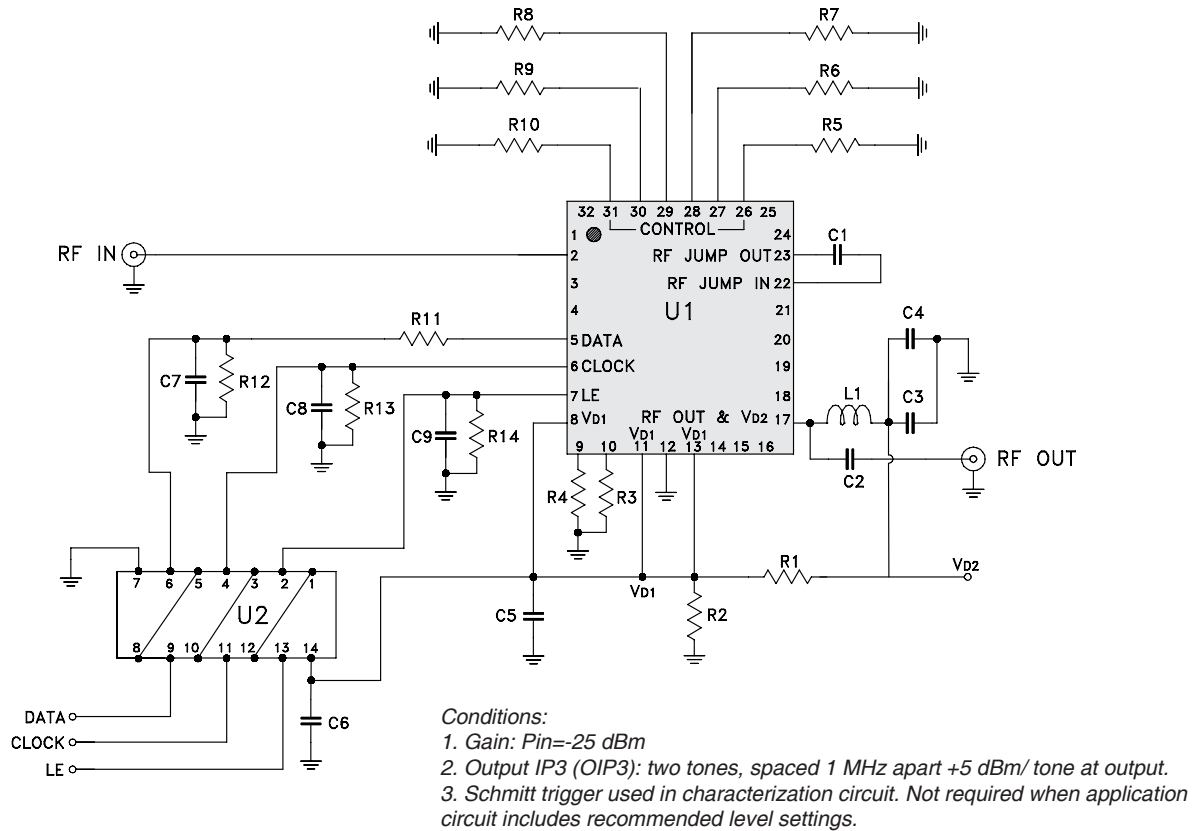 R8
R7
R9
R6
R10
R5
32 31 30 29 28 27 26 25
CONTROL
1
24
RF IN
2
RF JUMP OUT 23
C1
3
RF JUMP IN 22
4
U1
21
R11
5 DATA
20
C4
6 CLOCK
19
C7
R12
C8
R13
7 LE
18
L1
C3
8 VD1
RF OUT & VD2 17
C9
R14
VD1
VD1
9 10 11 12 13 14 15 16
C2
RF OUT
R4
R3
R1
VD2
7 6 5 4 3 2 1
VD1
U2
C5
R2
8 9 10 11 12 13 14
DATA
C6
CLOCK
LE
Conditions:
1. Gain: Pin=-25 dBm
2. Output IP3 (OIP3): two tones, spaced 1 MHz apart +5 dBm/ tone at output.
3. Schmitt trigger used in characterization circuit. Not required when application
circuit includes recommended level settings.